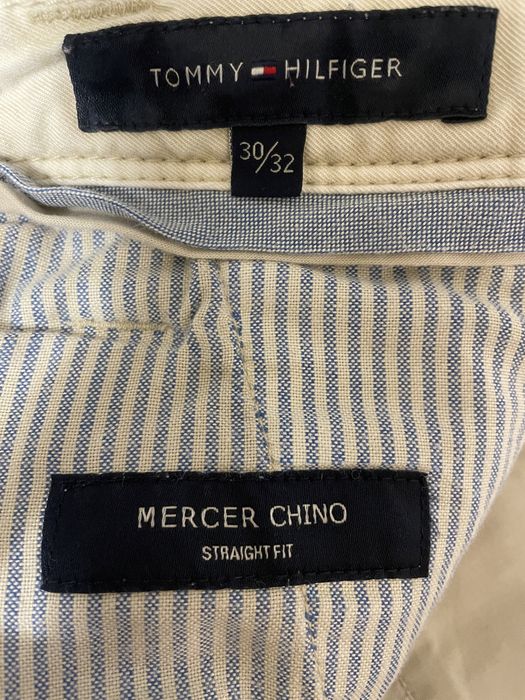 TOMMY HILFIGER
30/32
MERCER CHINO
STRAIGHT FIT